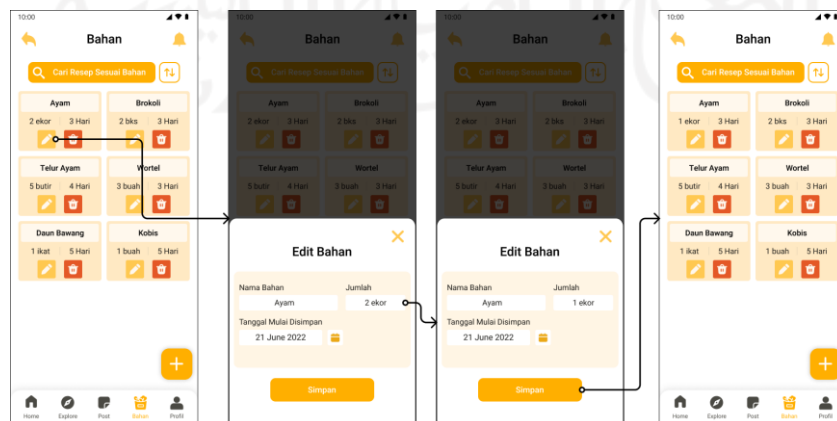 10:00
Bahan
Cari Resep Sesuai Bahan
Ayam
Brokoli
2 ekor 3 Hari
2 bks 3 Hari
Telur Ayam
Wortel
5 butir 4 Hari
3 buah 3 Hari
Daun Bawang
Kobis
1 ikat 5 Hari
1 buah 5 Hari
Home Explore Post Bahan Profil
10:00
Bahan
Cari Resep Sesuai Bahan
Ayam
Brokoli
2 ekor 3 Hari
2 bks 3 Hari
Telur Ayam
Wortel
5 butir 4 Hari
3 buah 3 Hari
Edit Bahan
Nama Bahan Jumlah
Ayam 2 ekor
Tanggal Mulai Disimpan
21 June 2022
Simpan
10:00
Bahan
Cari Resep Sesuai Bahan
Ayam
Brokoli
2 ekor 3 Hari
2 bks 3 Hari
Telur Ayam
Wortel
5 butir 4 Hari
3 buah 3 Hari
Edit Bahan
Nama Bahan Jumlah
Ayam 1 ekor
Tanggal Mulai Disimpan
21 June 2022
Simpan
10:00
Bahan
Cari Resep Sesuai Bahan
Ayam
Brokoli
1 ekor 3 Hari
2 bks 3 Hari
Telur Ayam
Wortel
5 butir 4 Hari
3 buah 3 Hari
Daun Bawang
Kobis
1 ikat 5 Hari
1 buah 5 Hari
Home Explore Post Bahan Profil